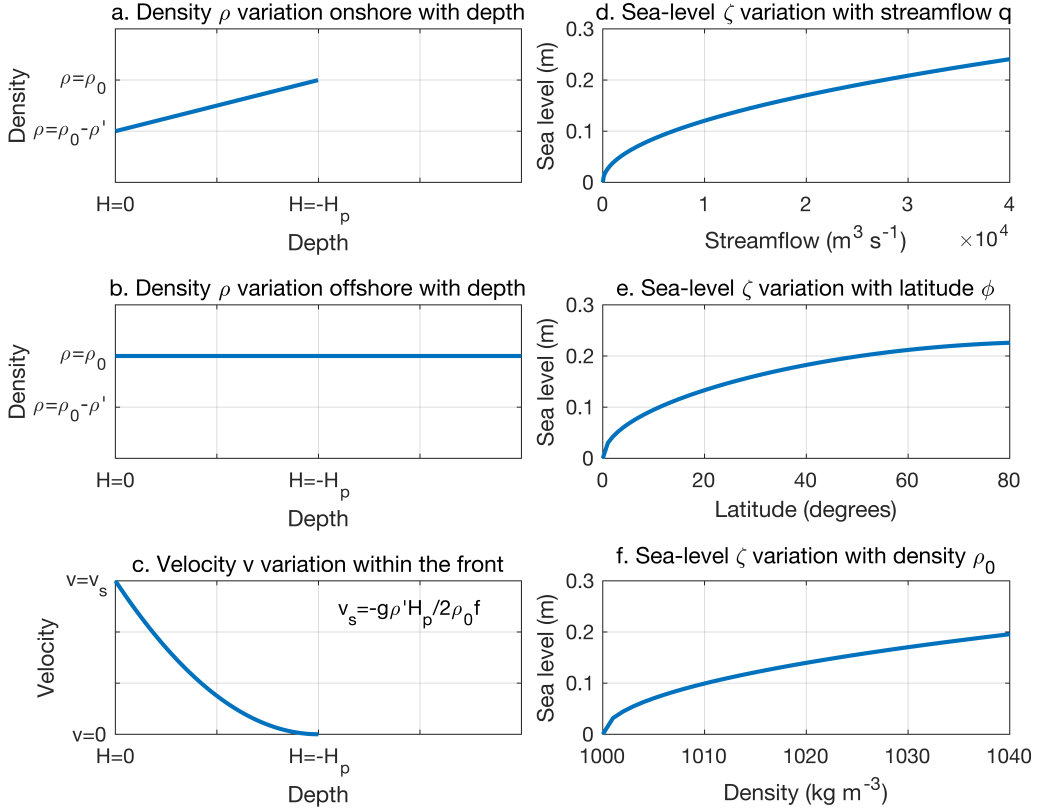 a. Density ρ variation onshore with depth
Density
ρ=ρ₀
ρ=ρ₀-ρ'
H=0
H=-Hₚ
Depth
b. Density ρ variation offshore with depth
Density
ρ=ρ₀
ρ=ρ₀-ρ'
H=0
H=-Hₚ
Depth
c. Velocity v variation within the front
Velocity
v=vₛ
vₛ=-gρ'Hₚ/2ρ₀f
v=0
H=0
H=-Hₚ
Depth
d. Sea-level ζ variation with streamflow q
Sea level (m)
0.3
0.2
0.1
0
0 1 2 3 4
Streamflow (m³ s⁻¹)
×10⁴
e. Sea-level ζ variation with latitude ϕ
Sea level (m)
0.3
0.2
0.1
0
0 20 40 60 80
Latitude (degrees)
f. Sea-level ζ variation with density ρ₀
Sea level (m)
0.3
0.2
0.1
0
1000 1010 1020 1030 1040
Density (kg m⁻³)